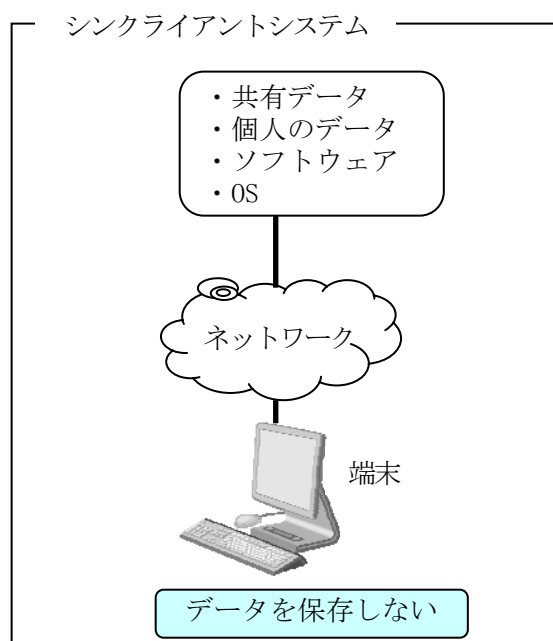 シンクライアントシステム
・共有データ
・個人のデータ
・ソフトウェア
・OS
ネットワーク
端末
データを保存しない